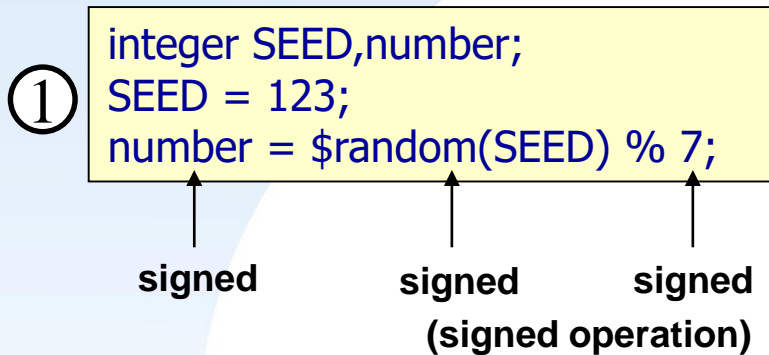 ①
integer SEED,number;
SEED = 123;
number = $random(SEED) % 7;
signed signed signed
(signed operation)